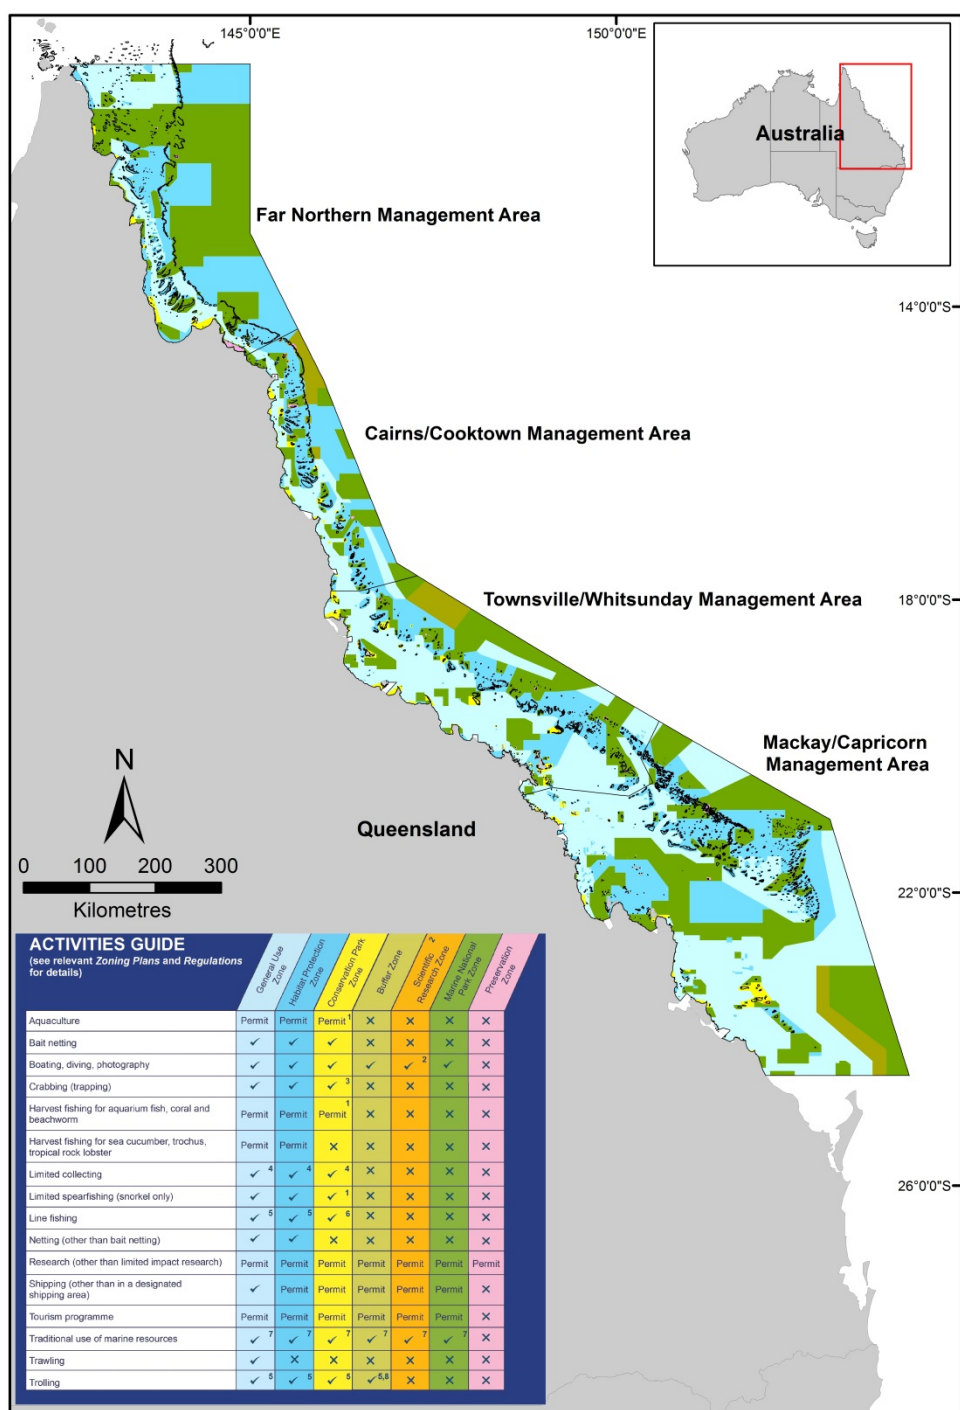 145°0'0"E
150°0'0"E
Australia
Far Northern Management Area
14°0'0"S
Cairns/Cooktown Management Area
18°0'0"S
Townsville/Whitsunday Management Area
Mackay/Capricorn
Management Area
N
Queensland
0 100 200 300
Kilometres
22°0'0"S
26°0'0"S
ACTIVITIES GUIDE
(see relevant Zoning Plans and Regulations
for details)
General Use
Zone
Habitat Protection
Zone
Conservation Park
Zone
Buffer Zone
Scientific
Research Zone 2
Marine National
Park Zone
Preservation
Zone
Aquaculture Permit Permit Permit 1 ✕ ✕ ✕ ✕
Bait netting ✓ ✓ ✓ ✕ ✕ ✕ ✕
Boating, diving, photography ✓ ✓ ✓ ✓ ✓ 2 ✓ ✕
Crabbing (trapping) ✓ ✓ ✓ 3 ✕ ✕ ✕ ✕
Harvest fishing for aquarium fish, coral and
beachworm Permit Permit Permit 1 ✕ ✕ ✕ ✕
Harvest fishing for sea cucumber, trochus,
tropical rock lobster Permit Permit ✕ ✕ ✕ ✕ ✕
Limited collecting ✓ 4 ✓ 4 ✓ 4 ✕ ✕ ✕ ✕
Limited spearfishing (snorkel only) ✓ ✓ ✓ 1 ✕ ✕ ✕ ✕
Line fishing ✓ 5 ✓ 5 ✓ 6 ✕ ✕ ✕ ✕
Netting (other than bait netting) ✓ ✓ ✕ ✕ ✕ ✕ ✕
Research (other than limited impact research) Permit Permit Permit Permit Permit Permit Permit
Shipping (other than in a designated
shipping area) ✓ Permit Permit Permit Permit Permit ✕
Tourism programme Permit Permit Permit Permit Permit Permit ✕
Traditional use of marine resources ✓ 7 ✓ 7 ✓ 7 ✓ 7 ✓ 7 ✓ 7 ✕
Trawling ✓ ✕ ✕ ✕ ✕ ✕ ✕
Trolling ✓ 5 ✓ 5 ✓ 5 ✓ 5,8 ✕ ✕ ✕